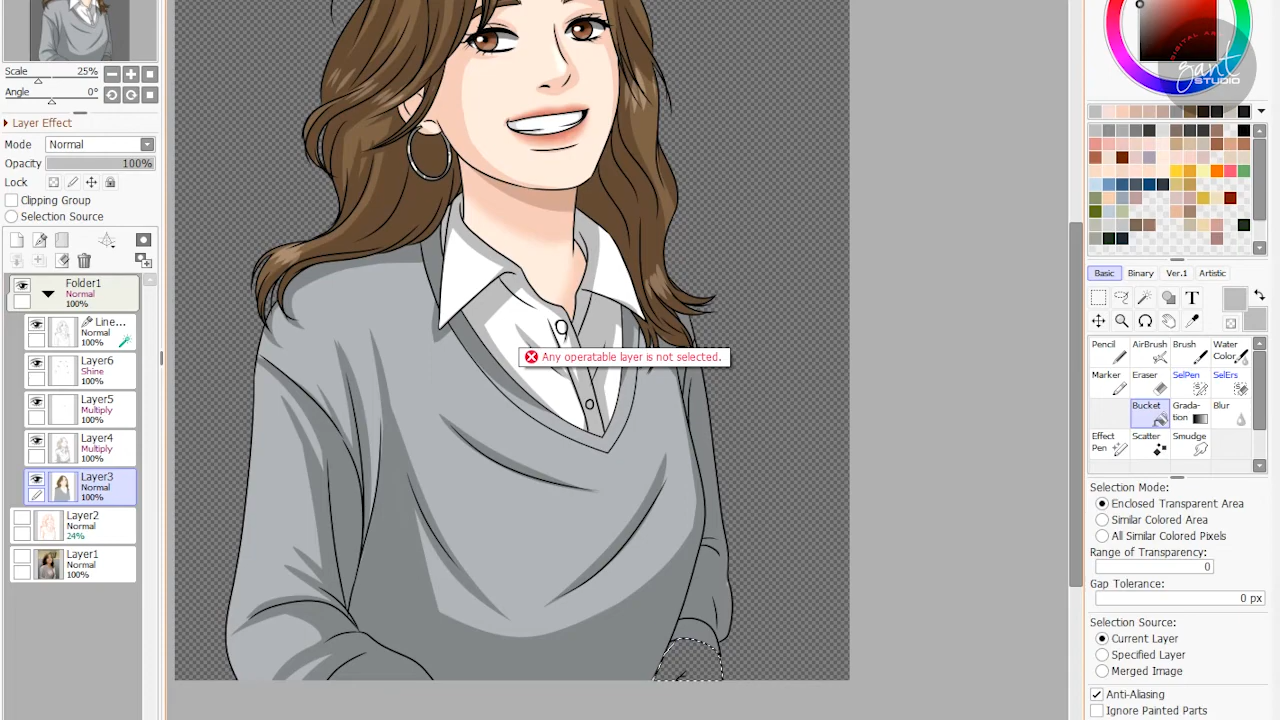 Scale 25%
Angle 0°
Layer Effect
Mode Normal
Opacity 100%
Lock
Clipping Group
Selection Source
Folder1
Normal
100%
Line...
Normal
100%
Layer6
Shine
100%
Layer5
Multiply
100%
Layer4
Multiply
100%
Layer3
Normal
100%
Layer2
Normal
24%
Layer1
Normal
100%
Any operatable layer is not selected.
gant
STUDIO
Basic Binary Ver.1 Artistic
T
Pencil AirBrush Brush Water Color
Marker Eraser SelPen SelErs
Bucket Grada-tion Blur
Effect Pen Scatter Smudge
Selection Mode:
Enclosed Transparent Area
Similar Colored Area
All Similar Colored Pixels
Range of Transparency:
0
Gap Tolerance:
0 px
Selection Source:
Current Layer
Specified Layer
Merged Image
Anti-Aliasing
Ignore Painted Parts